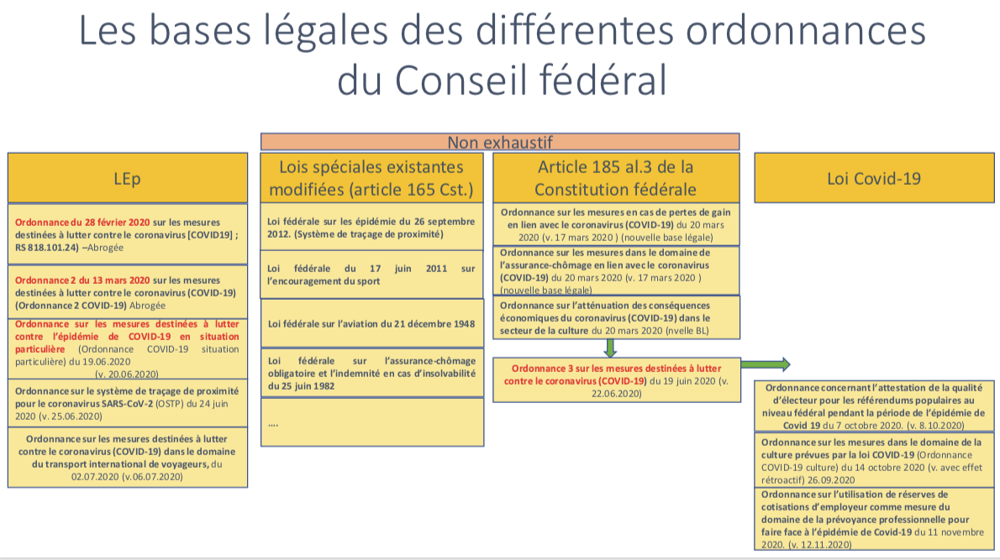 Les bases légales des différentes ordonnances
du Conseil fédéral
Non exhaustif
LEp
Ordonnance du 28 février 2020 sur les mesures
destinées à lutter contre le coronavirus [COVID19] ;
RS 818.101.24) –Abrogée
Ordonnance 2 du 13 mars 2020 sur les mesures
destinées à lutter contre le coronavirus (COVID-19)
(Ordonnance 2 COVID-19) Abrogée
Ordonnance sur les mesures destinées à lutter
contre l’épidémie de COVID-19 en situation
particulière (Ordonnance COVID-19 situation
particulière) du 19.06.2020
(v. 20.06.2020)
Ordonnance sur le système de traçage de proximité
pour le coronavirus SARS-CoV-2 (OSTP) du 24 juin
2020 (v. 25.06.2020)
Ordonnance sur les mesures destinées à lutter
contre le coronavirus (COVID-19) dans le domaine
du transport international de voyageurs, du
02.07.2020 (v.06.07.2020)
Lois spéciales existantes
modifiées (article 165 Cst.)
Loi fédérale sur les épidémie du 26 septembre
2012. (Système de traçage de proximité)
Loi fédérale du 17 juin 2011 sur
l’encouragement du sport
Loi fédérale sur l’aviation du 21 décembre 1948
Loi fédérale sur l’assurance-chômage
obligatoire et l’indemnité en cas d’insolvabilité
du 25 juin 1982
....
Article 185 al.3 de la
Constitution fédérale
Ordonnance sur les mesures en cas de pertes de gain
en lien avec le coronavirus (COVID-19) du 20 mars
2020 (v. 17 mars 2020 ) (nouvelle base légale)
Ordonnance sur les mesures dans le domaine de
l’assurance-chômage en lien avec le coronavirus
(COVID-19) du 20 mars 2020 (v. 17 mars 2020 )
(nouvelle base légale)
Ordonnance sur l’atténuation des conséquences
économiques du coronavirus (COVID-19) dans le
secteur de la culture du 20 mars 2020 (nvelle BL)
Ordonnance 3 sur les mesures destinées à lutter
contre le coronavirus (COVID-19) du 19 juin 2020 (v.
22.06.2020)
Loi Covid-19
Ordonnance concernant l’attestation de la qualité
d’électeur pour les référendums populaires au
niveau fédéral pendant la période de l’épidémie de
Covid 19 du 7 octobre 2020. (v. 8.10.2020)
Ordonnance sur les mesures dans le domaine de la
culture prévues par la loi COVID-19 (Ordonnance
COVID-19 culture) du 14 octobre 2020 (v. avec effet
rétroactif) 26.09.2020
Ordonnance sur l’utilisation de réserves de
cotisations d’employeur comme mesure du
domaine de la prévoyance professionnelle pour
faire face à l’épidémie de Covid-19 du 11 novembre
2020. (v. 12.11.2020)